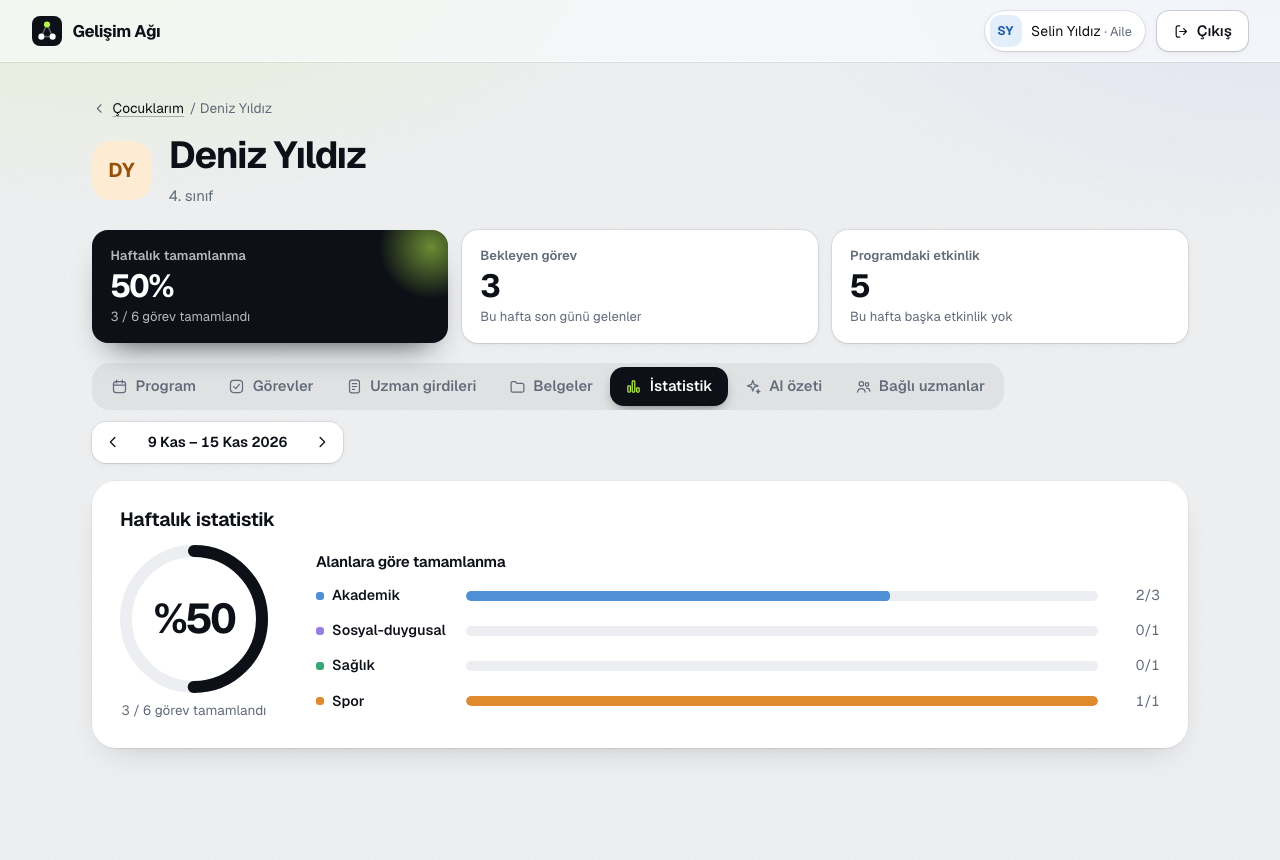 Gelişim Ağı
SY Selin Yıldız · Aile
Çıkış
Çocuklarım / Deniz Yıldız
DY
Deniz Yıldız
4. sınıf
Haftalık tamamlanma
50%
3 / 6 görev tamamlandı
Bekleyen görev
3
Bu hafta son günü gelenler
Programdaki etkinlik
5
Bu hafta başka etkinlik yok
Program Görevler Uzman girdileri Belgeler İstatistik AI özeti Bağlı uzmanlar
9 Kas – 15 Kas 2026
Haftalık istatistik
%50
3 / 6 görev tamamlandı
Alanlara göre tamamlanma
Akademik 2/3
Sosyal-duygusal 0/1
Sağlık 0/1
Spor 1/1